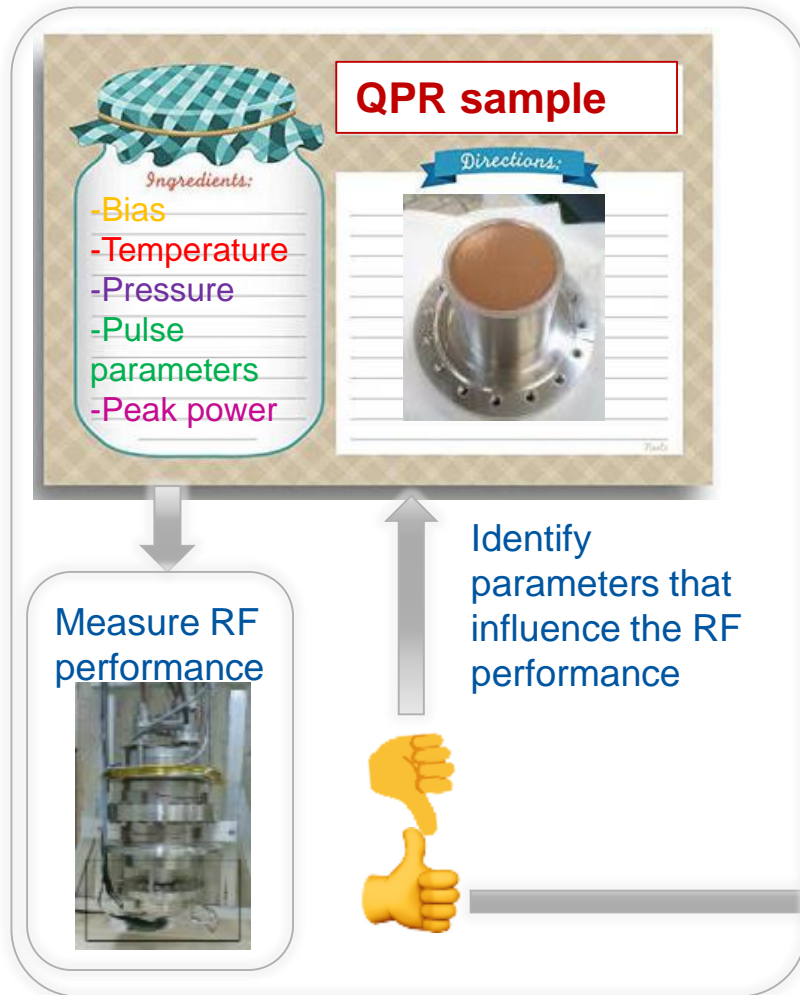 QPR sample
Directions:
Ingredients:
-Bias
-Temperature
-Pressure
-Pulse
parameters
-Peak power
Identify
parameters that
influence the RF
performance
Measure RF
performance